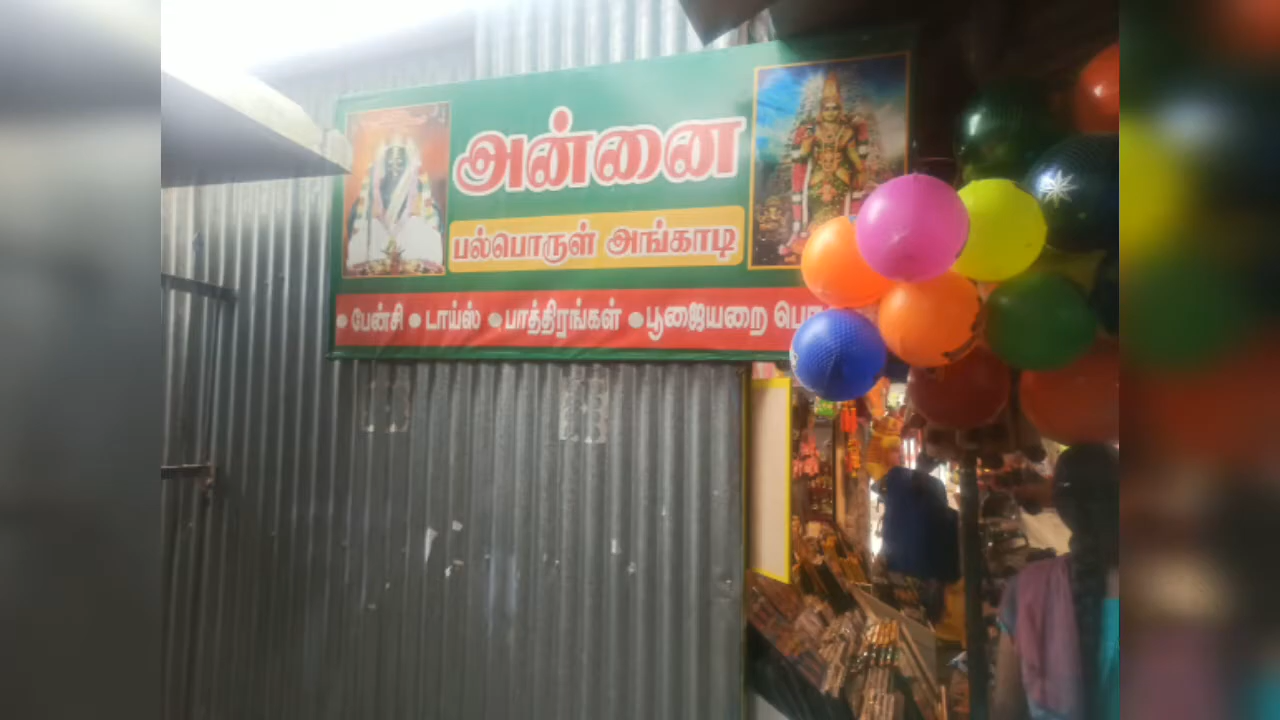 அன்னை
பல்பொருள் அங்காடி
• பேன்சி • டாய்ஸ் • பாத்திரங்கள் • பூஜையறை